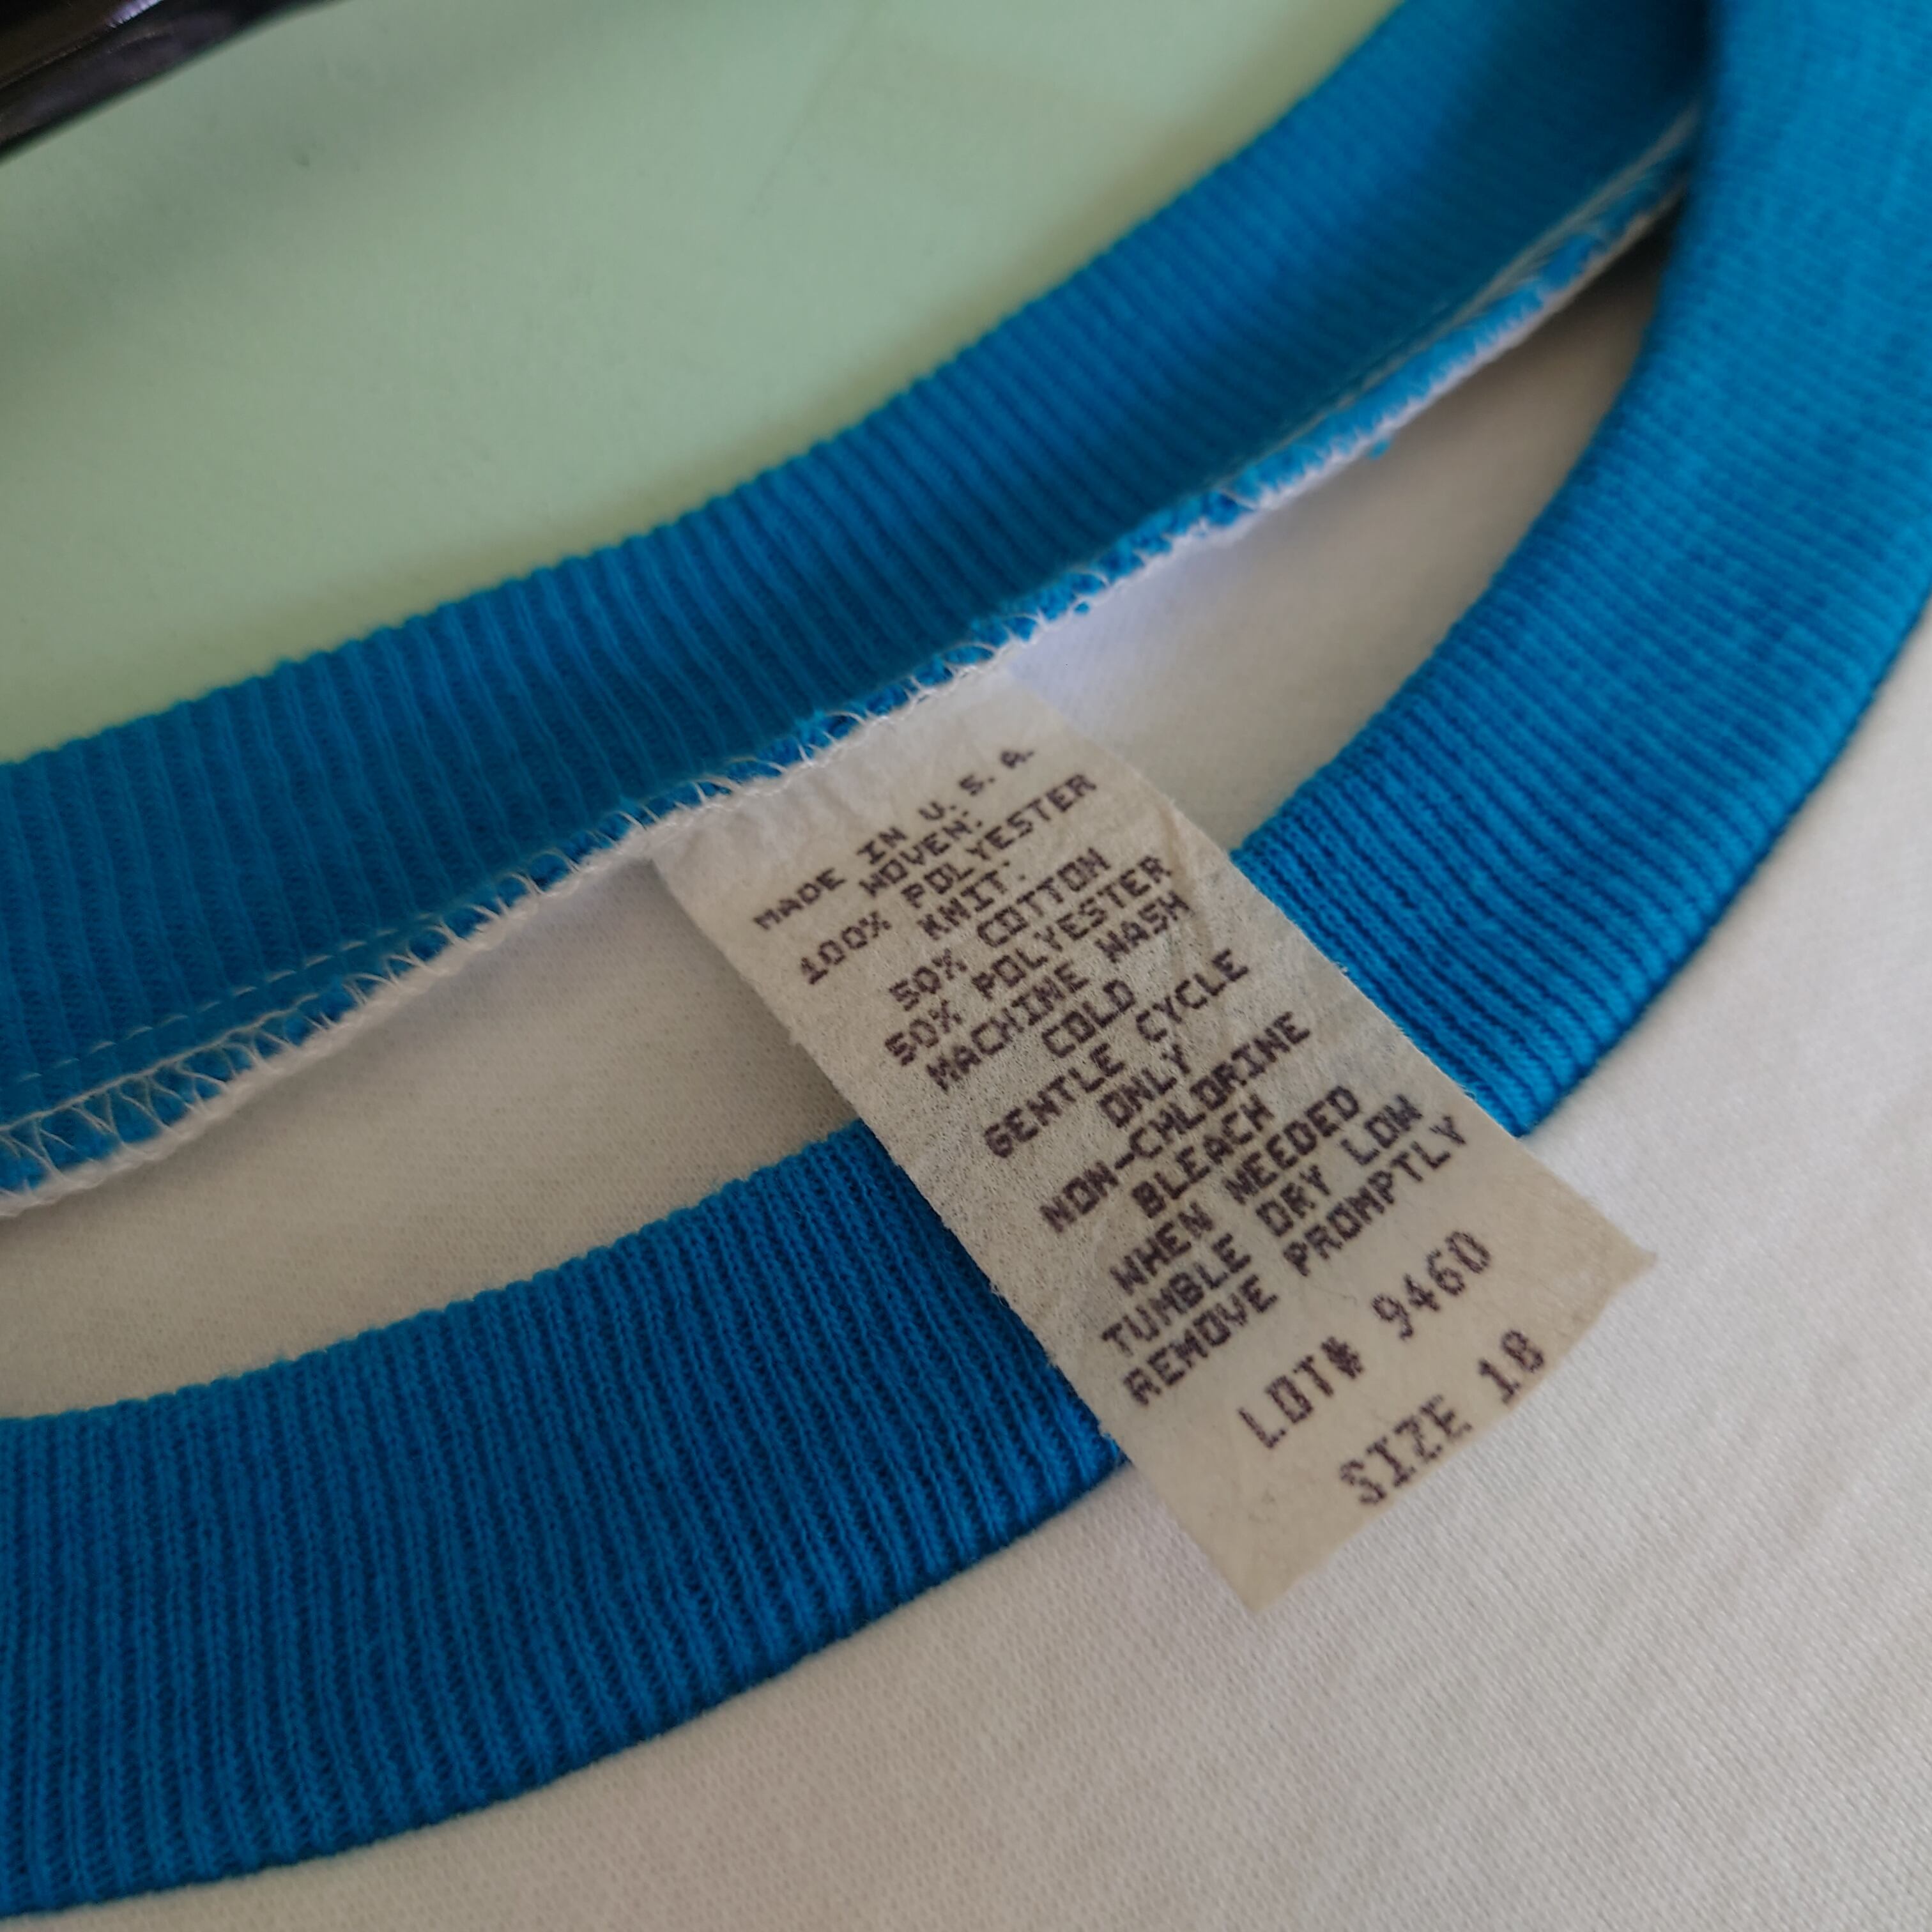 MADE IN U.S.A.
WOVEN:
100% POLYESTER
KNIT:
50% COTTON
50% POLYESTER
MACHINE WASH
COLD
GENTLE CYCLE
ONLY
NON-CHLORINE
BLEACH
WHEN NEEDED
TUMBLE DRY LOW
REMOVE PROMPTLY
LOT# 9460
SIZE 18